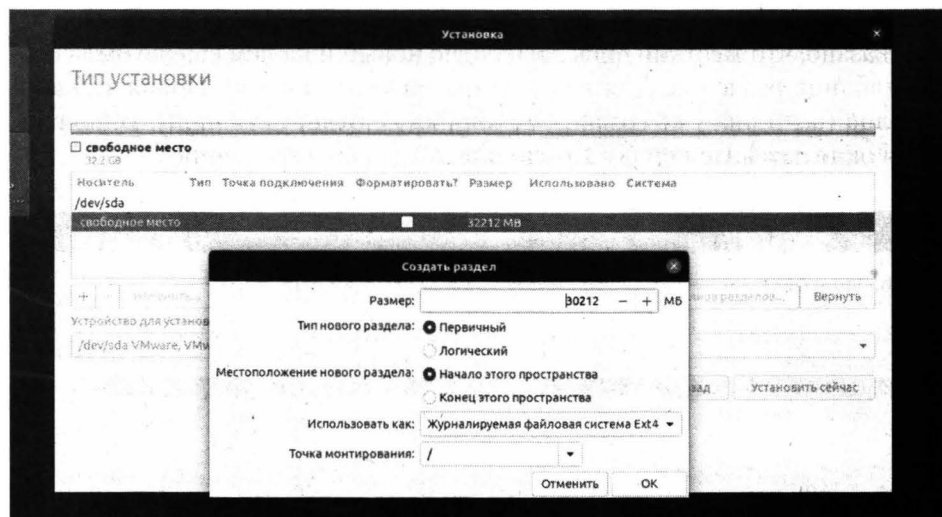 Установка
Тип установки
свободное место
32.2 GB
Носитель Тип Точка подключения Форматировать? Размер Использовано Система
/dev/sda
свободное место 32212 MB
Создать раздел
Размер: 30212 − + МБ
+ − Вернуть
Тип нового раздела: Первичный
Устройство для установ
Логический
/dev/sda VMware, VMw
Местоположение нового раздела: Начало этого пространства
зад Установить сейчас
Конец этого пространства
Использовать как: Журналируемая файловая система Ext4
Точка монтирования: /
Отменить OK